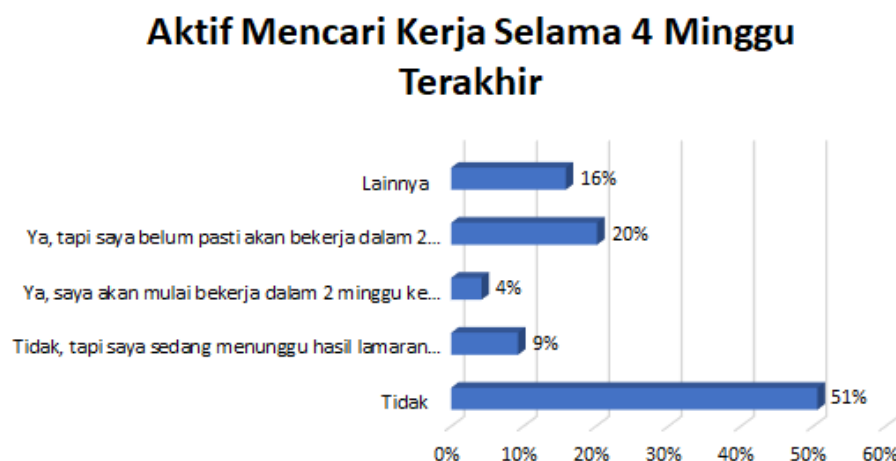 Aktif Mencari Kerja Selama 4 Minggu
Terakhir
Lainnya
16%
Ya, tapi saya belum pasti akan bekerja dalam 2...
20%
Ya, saya akan mulai bekerja dalam 2 minggu ke...
4%
Tidak, tapi saya sedang menunggu hasil lamaran...
9%
Tidak
51%
0% 10% 20% 30% 40% 50% 60%